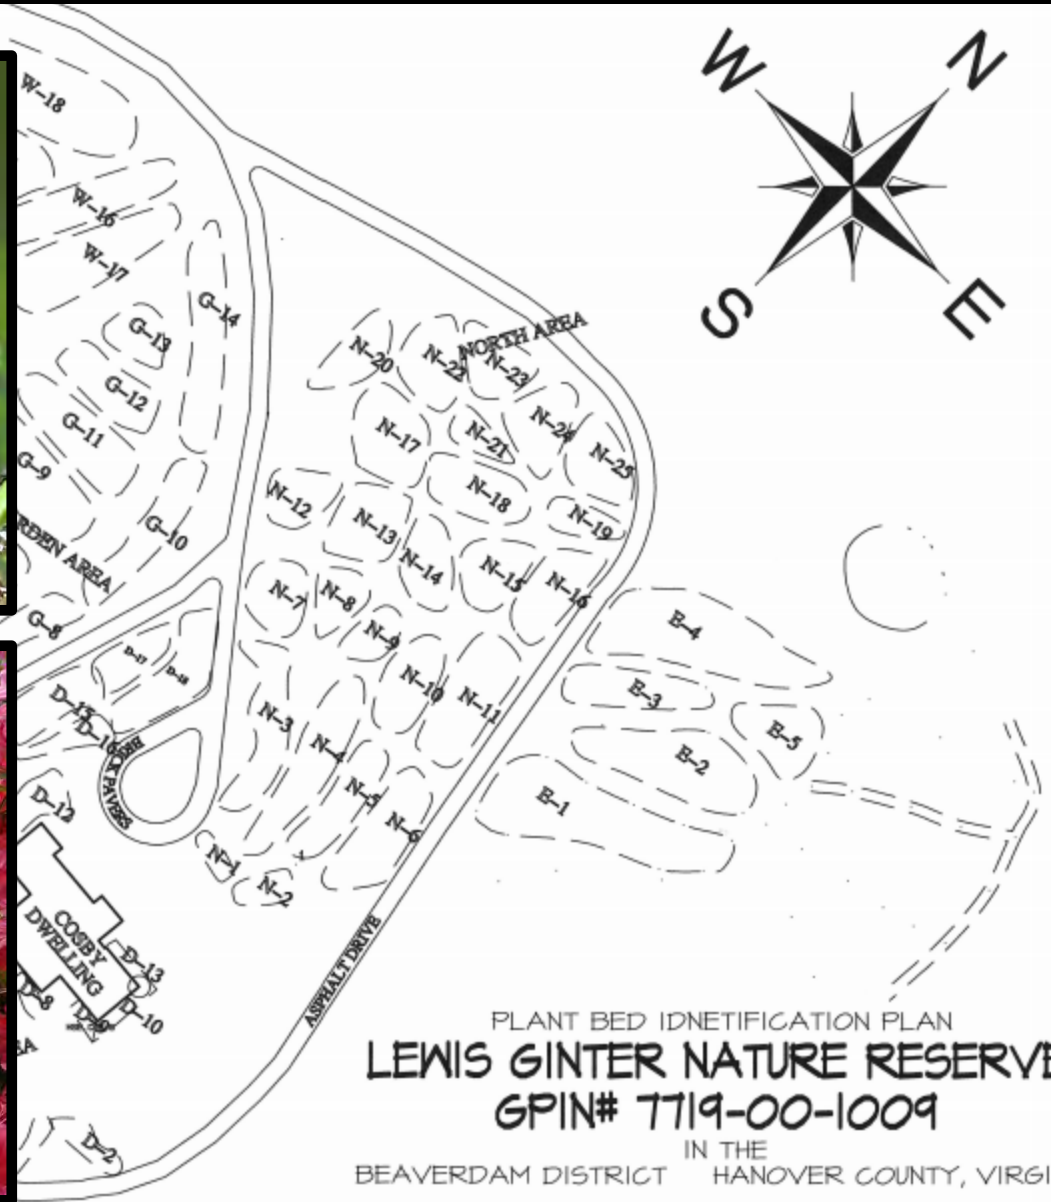 W
N
S
E
W-18
W-16
W-17
G-14
G-13
G-12
G-11
G-9
G-10
RDEN AREA
G-8
NORTH AREA
N-20
N-22
N-23
N-24
N-25
N-17
N-21
N-18
N-19
N-12
N-13
N-14
N-15
N-16
N-7
N-8
N-9
N-10
N-11
N-3
N-4
N-5
N-6
N-1
N-2
E-4
E-3
E-5
E-2
E-1
D-17
D-18
D-15
D-16
BRICK PAVERS
D-12
COSBY
DWELLING
D-13
D-8
D-9
D-10
EA
D-2
ASPHALT DRIVE
PLANT BED IDNETIFICATION PLAN
LEWIS GINTER NATURE RESERVE
GPIN# 7719-00-1009
IN THE
BEAVERDAM DISTRICT HANOVER COUNTY, VIRGI